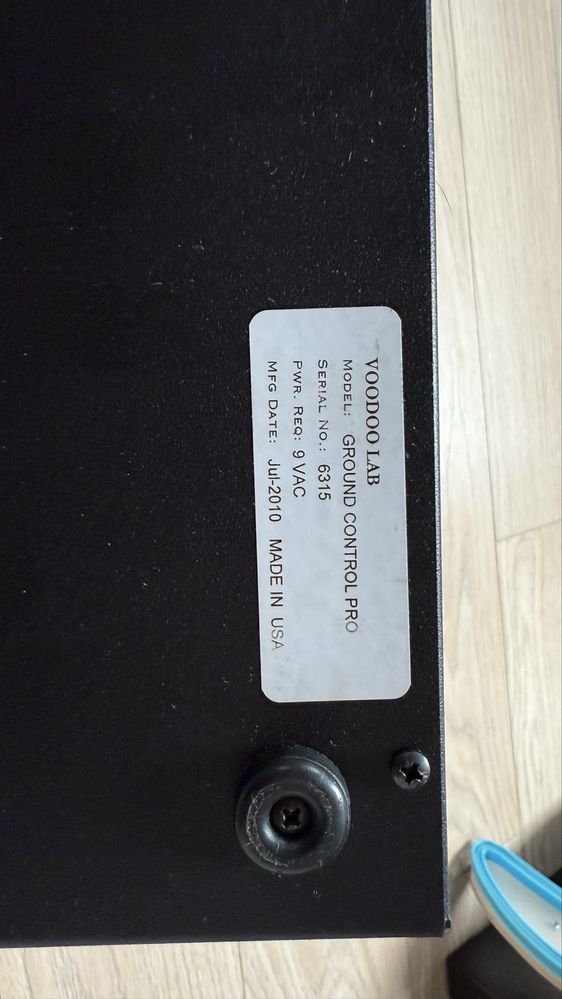 VOODOO LAB
MODEL: GROUND CONTROL PRO
SERIAL NO.: 6315
PWR. REQ: 9 VAC
MFG DATE: Jul-2010 MADE IN USA